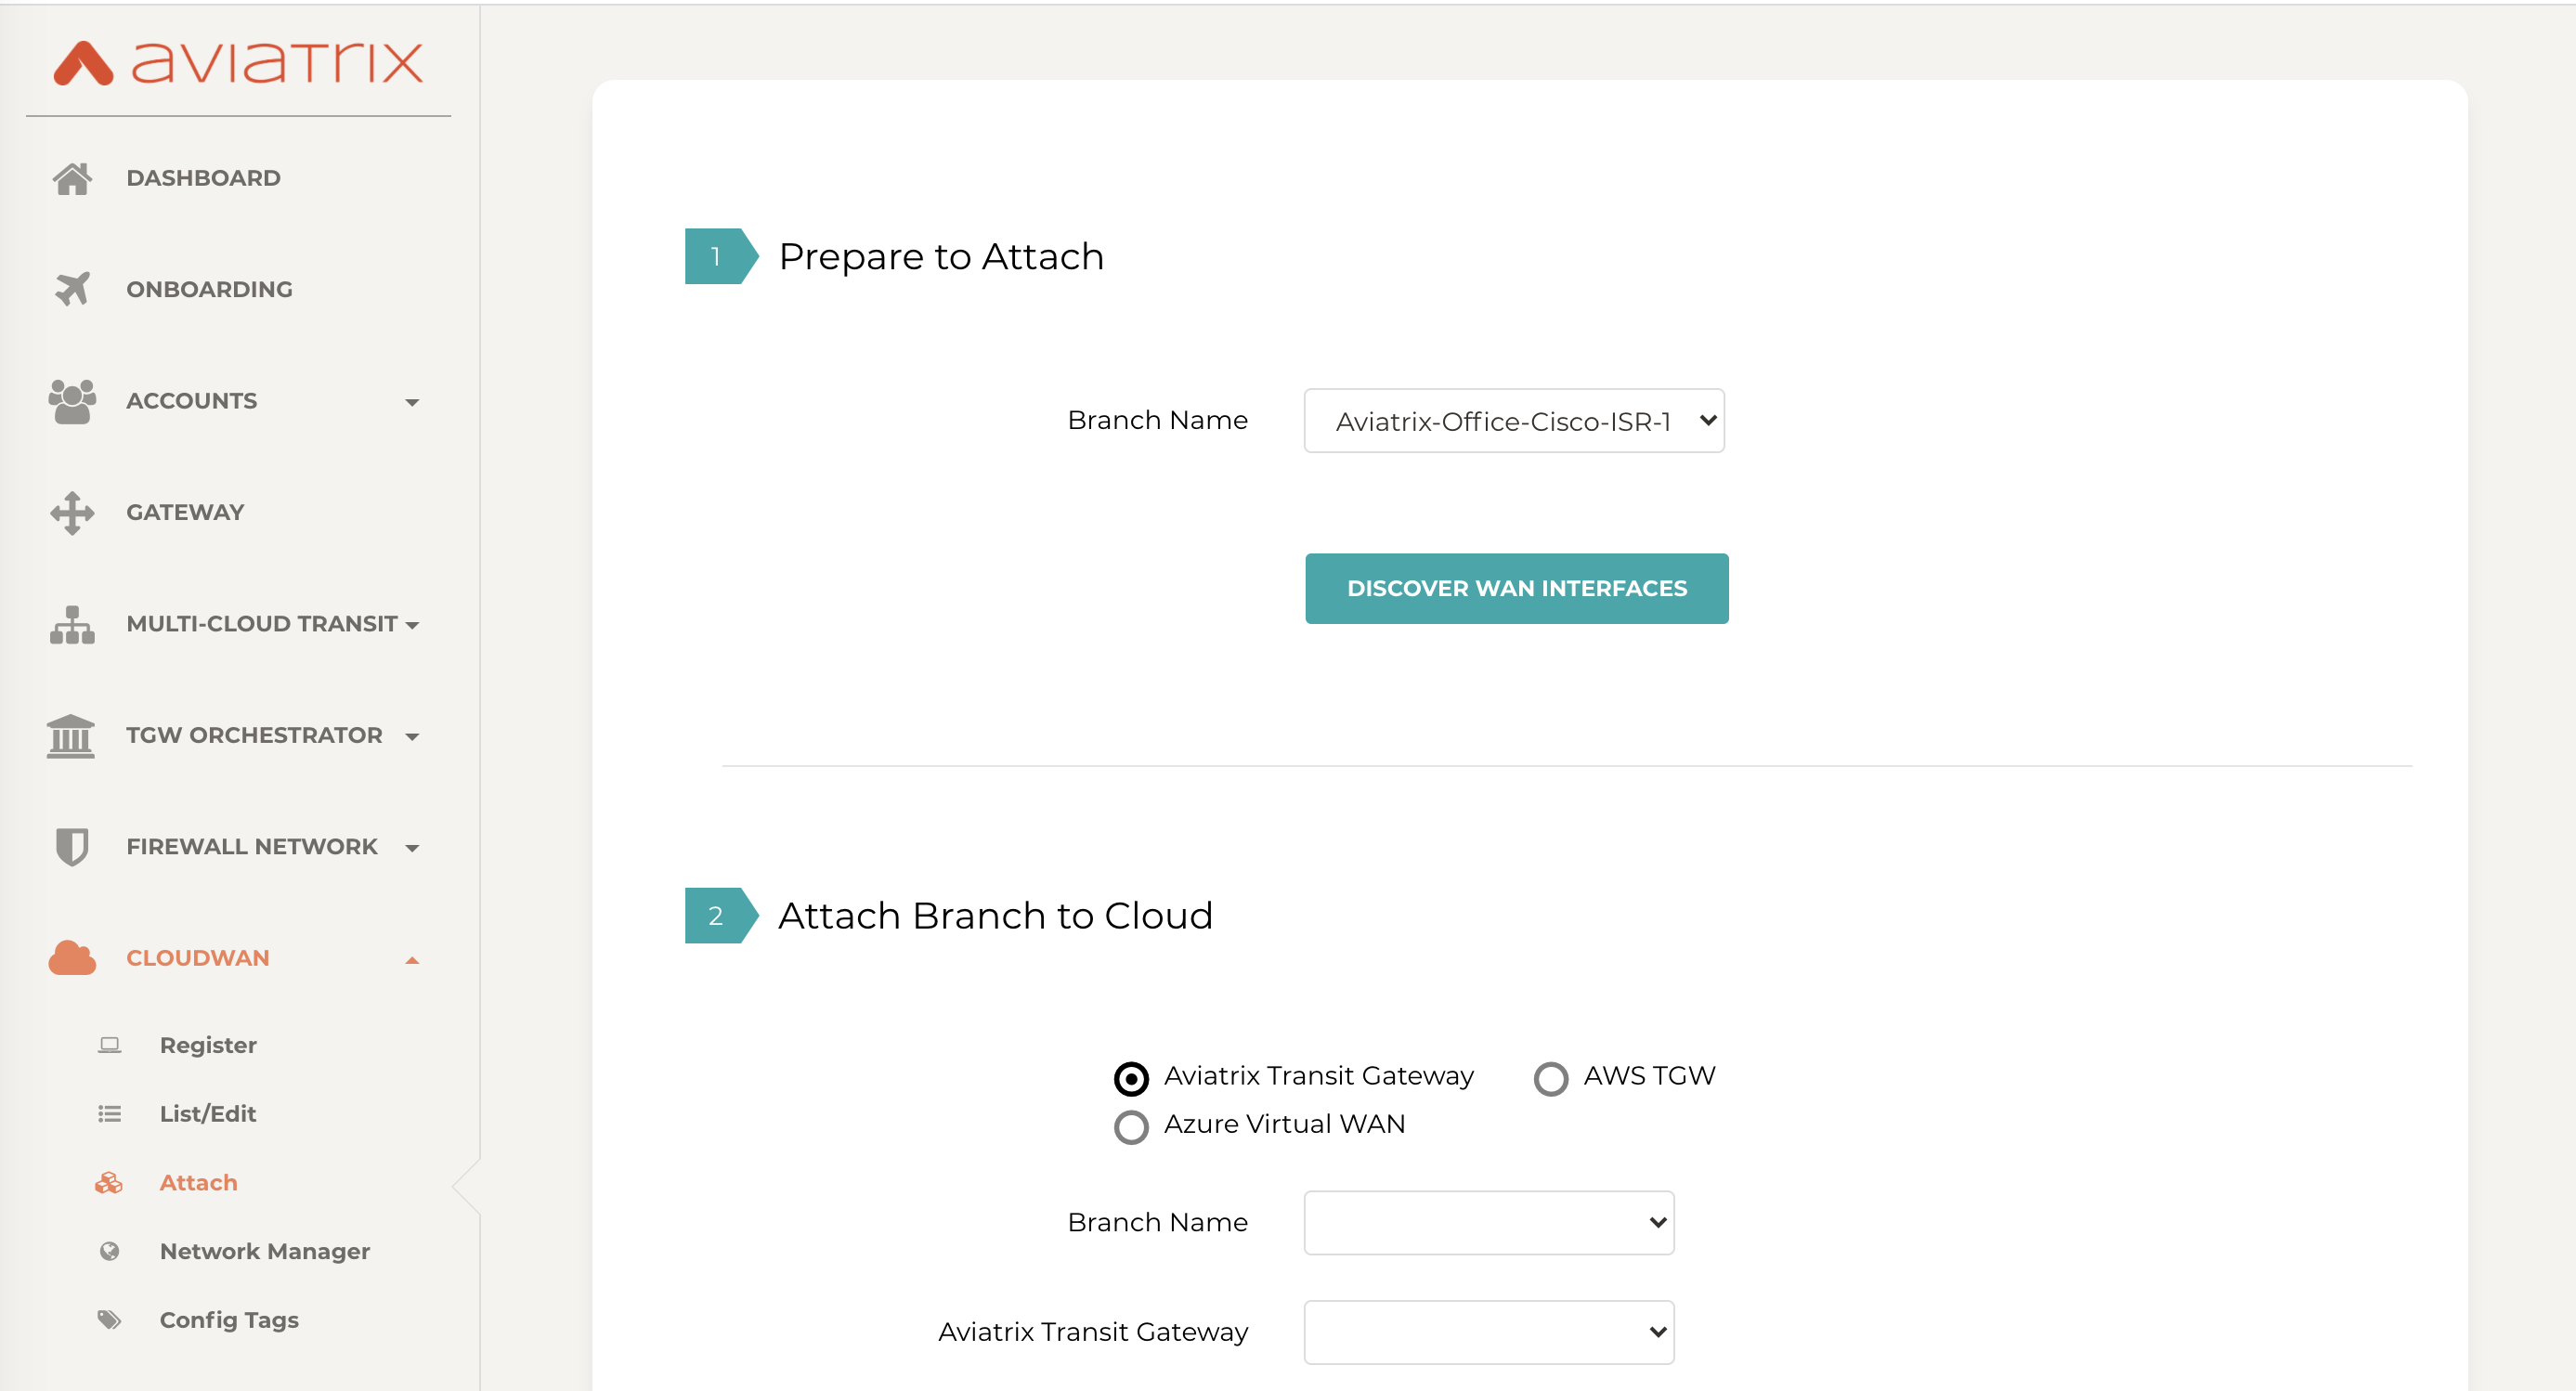 aviatrix
DASHBOARD
ONBOARDING
ACCOUNTS
GATEWAY
MULTI-CLOUD TRANSIT
TGW ORCHESTRATOR
FIREWALL NETWORK
CLOUDWAN
Register
List/Edit
Attach
Network Manager
Config Tags
1 Prepare to Attach
Branch Name Aviatrix-Office-Cisco-ISR-1
DISCOVER WAN INTERFACES
2 Attach Branch to Cloud
Aviatrix Transit Gateway AWS TGW
Azure Virtual WAN
Branch Name
Aviatrix Transit Gateway